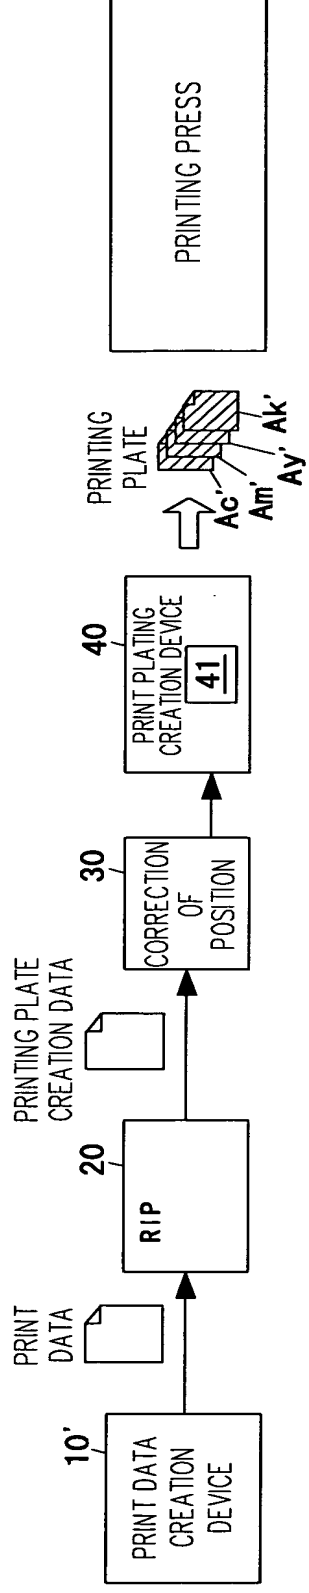 10'
PRINT DATA
CREATION
DEVICE
PRINT
DATA
20
RIP
PRINTING PLATE
CREATION DATA
30
CORRECTION
OF
POSITION
40
PRINT PLATING
CREATION DEVICE
41
PRINTING
PLATE
Ac'
Am'
Ay'
Ak'
PRINTING PRESS